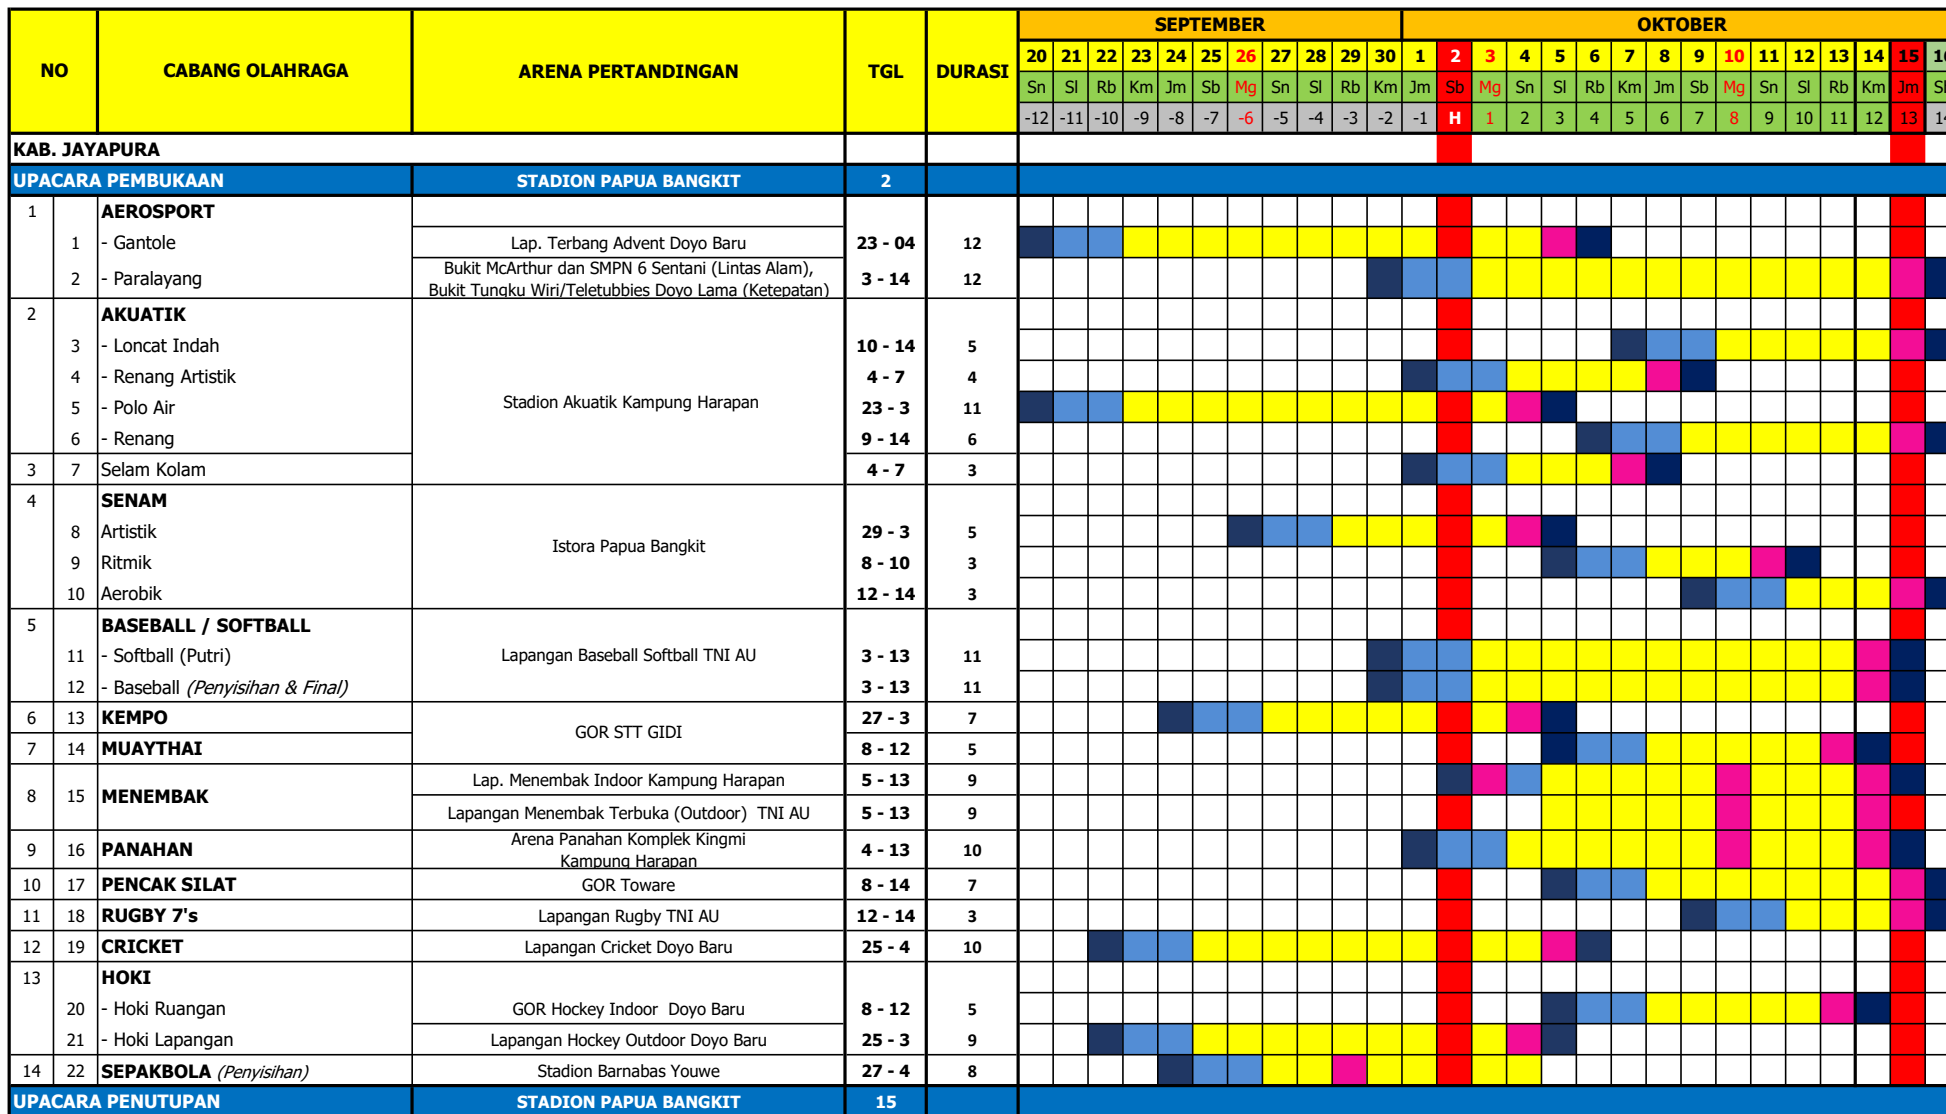 NO CABANG OLAHRAGA ARENA PERTANDINGAN TGL DURASI SEPTEMBER OKTOBER
20 21 22 23 24 25 26 27 28 29 30 1 2 3 4 5 6 7 8 9 10 11 12 13 14 15
Sn Sl Rb Km Jm Sb Mg Sn Sl Rb Km Jm Sb Mg Sn Sl Rb Km Jm Sb Mg Sn Sl Rb Km Jm
-12 -11 -10 -9 -8 -7 -6 -5 -4 -3 -2 -1 H 1 2 3 4 5 6 7 8 9 10 11 12 13
KAB. JAYAPURA
UPACARA PEMBUKAAN STADION PAPUA BANGKIT 2
1 AEROSPORT
1 - Gantole Lap. Terbang Advent Doyo Baru 23 - 04 12
2 - Paralayang Bukit McArthur dan SMPN 6 Sentani (Lintas Alam), 3 - 14 12
Bukit Tungku Wiri/Teletubbies Doyo Lama (Ketepatan)
2 AKUATIK
3 - Loncat Indah 10 - 14 5
4 - Renang Artistik 4 - 7 4
5 - Polo Air Stadion Akuatik Kampung Harapan 23 - 3 11
6 - Renang 9 - 14 6
3 7 Selam Kolam 4 - 7 3
4 SENAM
8 Artistik 29 - 3 5
Istora Papua Bangkit
9 Ritmik 8 - 10 3
10 Aerobik 12 - 14 3
5 BASEBALL / SOFTBALL
11 - Softball (Putri) Lapangan Baseball Softball TNI AU 3 - 13 11
12 - Baseball (Penyisihan & Final) 3 - 13 11
6 13 KEMPO 27 - 3 7
GOR STT GIDI
7 14 MUAYTHAI 8 - 12 5
8 15 MENEMBAK Lap. Menembak Indoor Kampung Harapan 5 - 13 9
Lapangan Menembak Terbuka (Outdoor) TNI AU 5 - 13 9
9 16 PANAHAN Arena Panahan Komplek Kingmi 4 - 13 10
Kampung Harapan
10 17 PENCAK SILAT GOR Toware 8 - 14 7
11 18 RUGBY 7's Lapangan Rugby TNI AU 12 - 14 3
12 19 CRICKET Lapangan Cricket Doyo Baru 25 - 4 10
13 HOKI
20 - Hoki Ruangan GOR Hockey Indoor Doyo Baru 8 - 12 5
21 - Hoki Lapangan Lapangan Hockey Outdoor Doyo Baru 25 - 3 9
14 22 SEPAKBOLA (Penyisihan) Stadion Barnabas Youwe 27 - 4 8
UPACARA PENUTUPAN STADION PAPUA BANGKIT 15